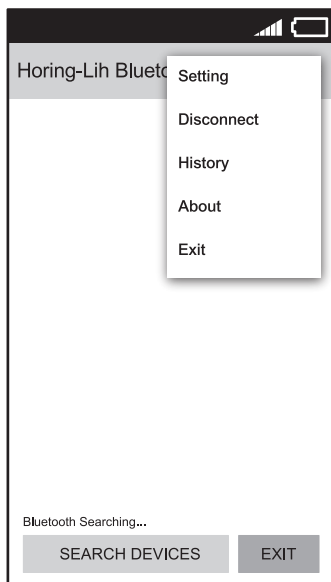 Horing-Lih Blueto
Setting
Disconnect
History
About
Exit
Bluetooth Searching...
SEARCH DEVICES
EXIT